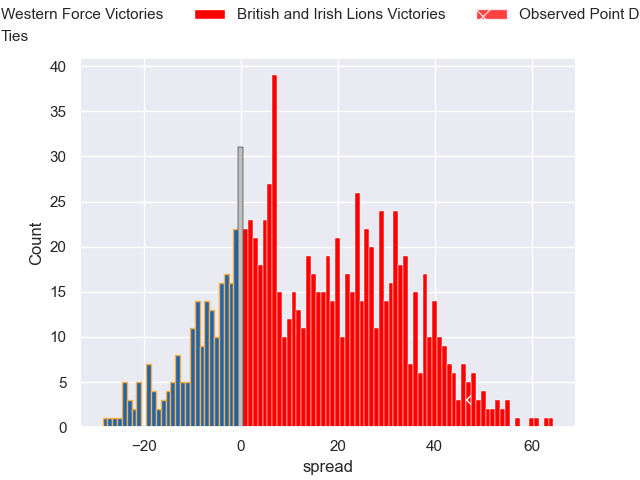 Western Force Victories British and Irish Lions Victories Observed Point D
Ties
40
35
30
25
20
15
10
5
0
Count
−20 0 20 40 60
spread